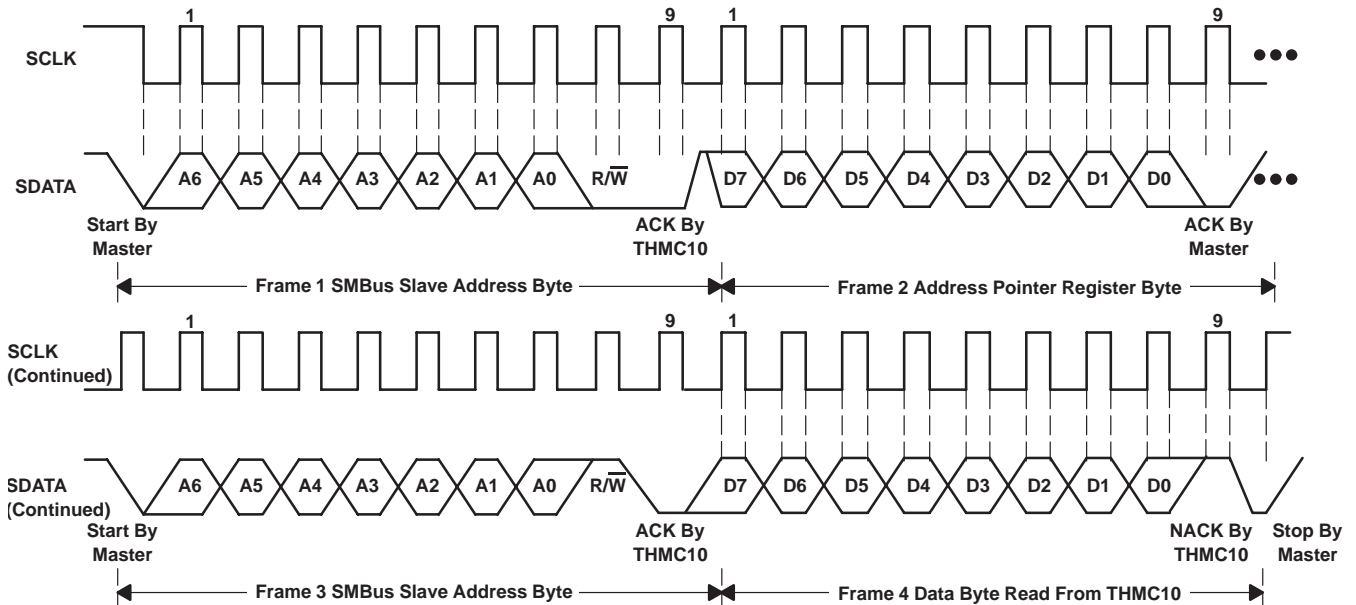 1 9 1 9
SCLK
SDATA
A6 A5 A4 A3 A2 A1 A0 R/W̅ D7 D6 D5 D4 D3 D2 D1 D0
Start By
Master
ACK By
THMC10
ACK By
Master
Frame 1 SMBus Slave Address Byte
Frame 2 Address Pointer Register Byte
1 9 1 9
SCLK
(Continued)
SDATA
(Continued)
A6 A5 A4 A3 A2 A1 A0 R/W̅ D7 D6 D5 D4 D3 D2 D1 D0
Start By
Master
ACK By
THMC10
NACK By
THMC10
Stop By
Master
Frame 3 SMBus Slave Address Byte
Frame 4 Data Byte Read From THMC10